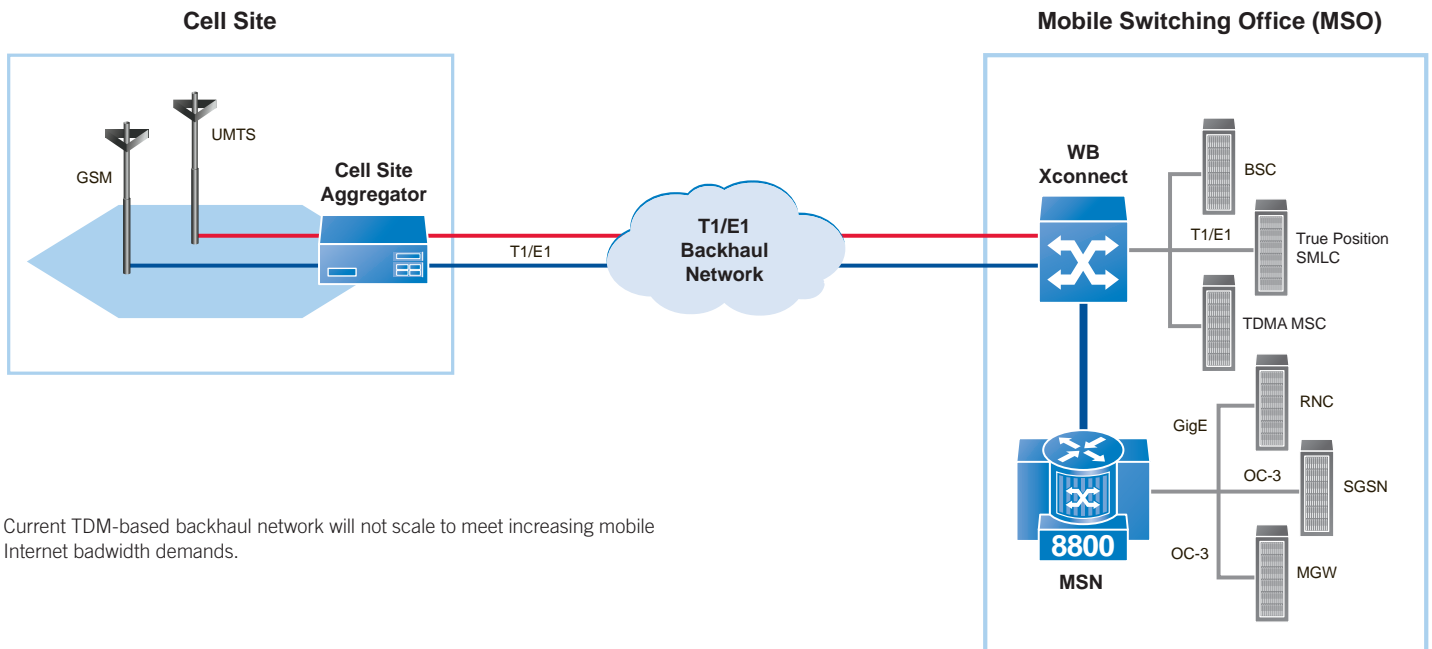 Cell Site
Mobile Switching Office (MSO)
UMTS
GSM
Cell Site
Aggregator
T1/E1
T1/E1
Backhaul
Network
WB
Xconnect
BSC
T1/E1
True Position
SMLC
TDMA MSC
RNC
GigE
OC-3
SGSN
8800
OC-3
MGW
MSN
Current TDM-based backhaul network will not scale to meet increasing mobile
Internet badwidth demands.